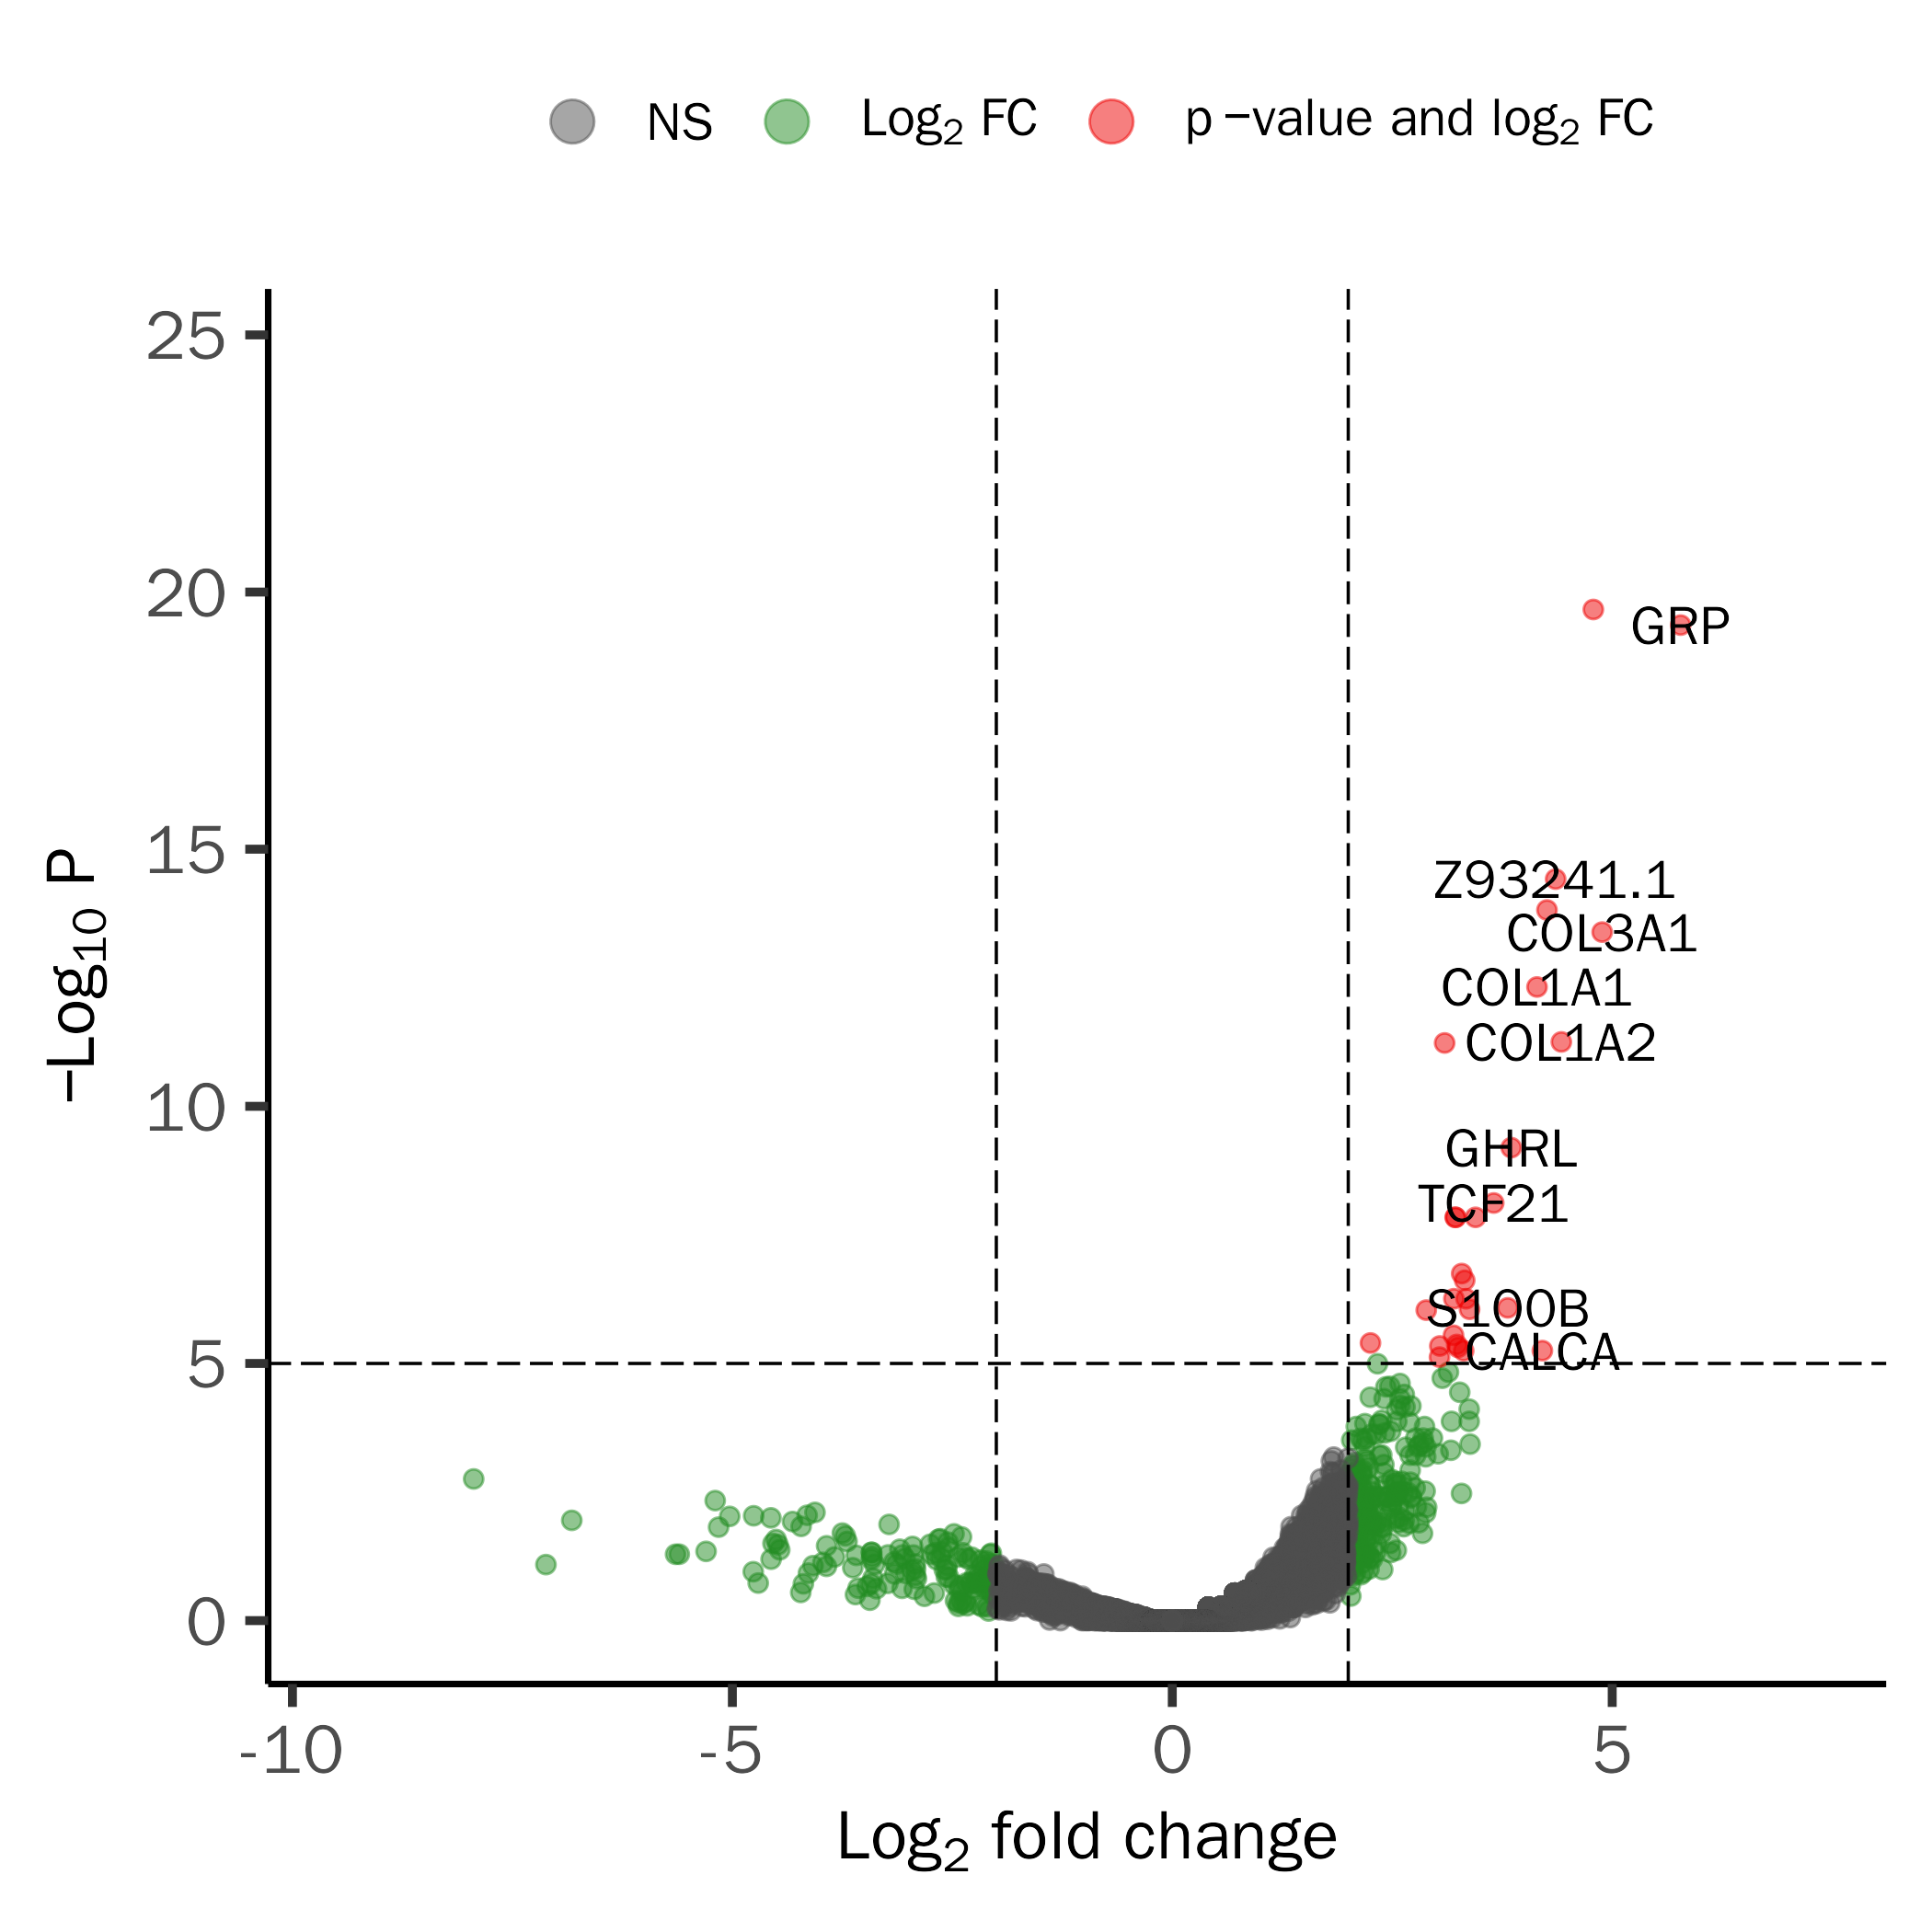 NS Log₂ FC p −value and log₂ FC
25
20
15
10
5
0
−Log₁₀ P
GRP
Z93241.1
COL3A1
COL1A1
COL1A2
GHRL
TCF21
S100B
CALCA
-10 -5 0 5
Log₂ fold change